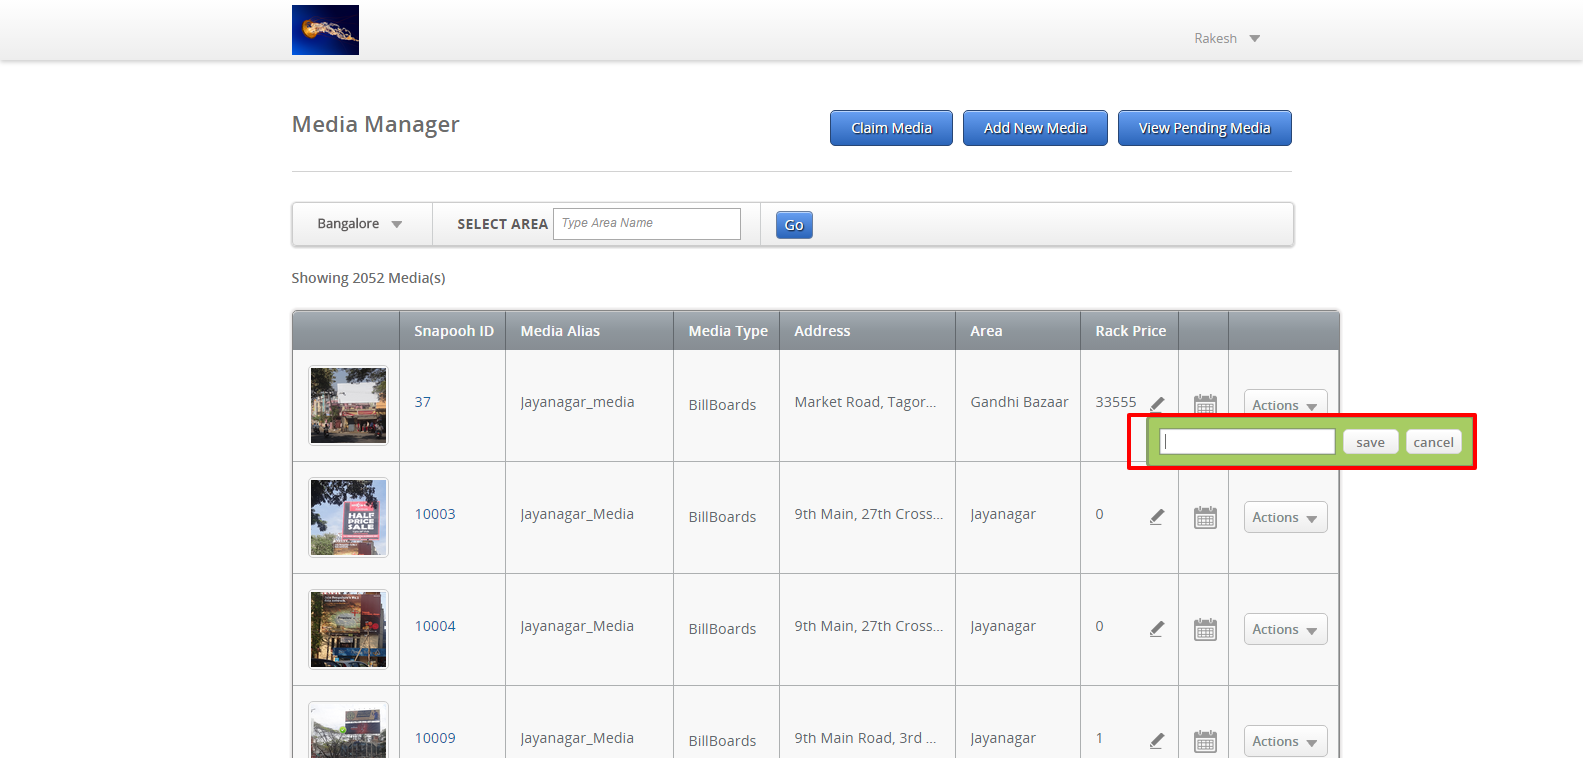 Rakesh
Media Manager
Claim Media
Add New Media
View Pending Media
Bangalore
SELECT AREA
Type Area Name
Go
Showing 2052 Media(s)
Snapooh ID Media Alias Media Type Address Area Rack Price
37 Jayanagar_media BillBoards Market Road, Tagor... Gandhi Bazaar 33555 Actions
save cancel
HALF
PRICE
SALE
10003 Jayanagar_Media BillBoards 9th Main, 27th Cross... Jayanagar 0 Actions
10004 Jayanagar_Media BillBoards 9th Main, 27th Cross... Jayanagar 0 Actions
10009 Jayanagar_Media BillBoards 9th Main Road, 3rd ... Jayanagar 1 Actions